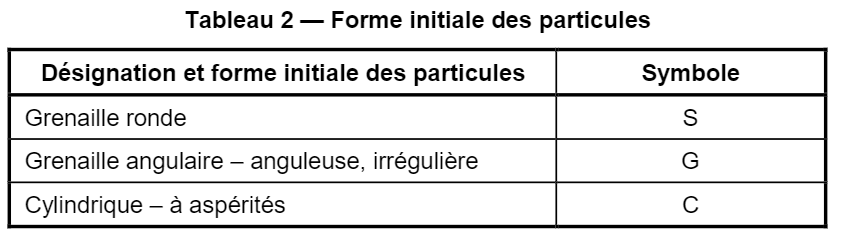 Tableau 2 — Forme initiale des particules
Désignation et forme initiale des particules Symbole
Grenaille ronde S
Grenaille angulaire – anguleuse, irrégulière G
Cylindrique – à aspérités C